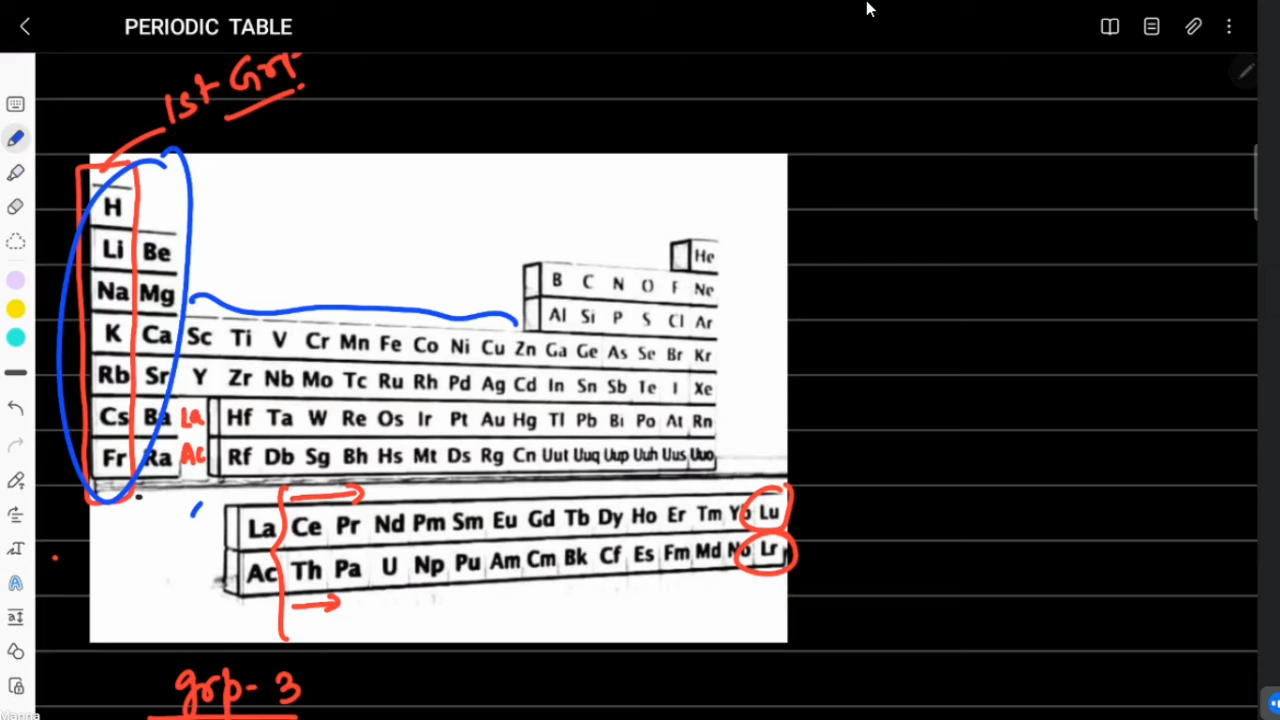 PERIODIC TABLE
1st Grp.
H
He
Li Be B C N O F Ne
Na Mg Al Si P S Cl Ar
K Ca Sc Ti V Cr Mn Fe Co Ni Cu Zn Ga Ge As Se Br Kr
Rb Sr Y Zr Nb Mo Tc Ru Rh Pd Ag Cd In Sn Sb Te I Xe
Cs Ba La Hf Ta W Re Os Ir Pt Au Hg Tl Pb Bi Po At Rn
Fr Ra Ac Rf Db Sg Bh Hs Mt Ds Rg Cn Uut Uuq Uup Uuh Uus Uuo
La Ce Pr Nd Pm Sm Eu Gd Tb Dy Ho Er Tm Yb Lu
Ac Th Pa U Np Pu Am Cm Bk Cf Es Fm Md No Lr
grp - 3